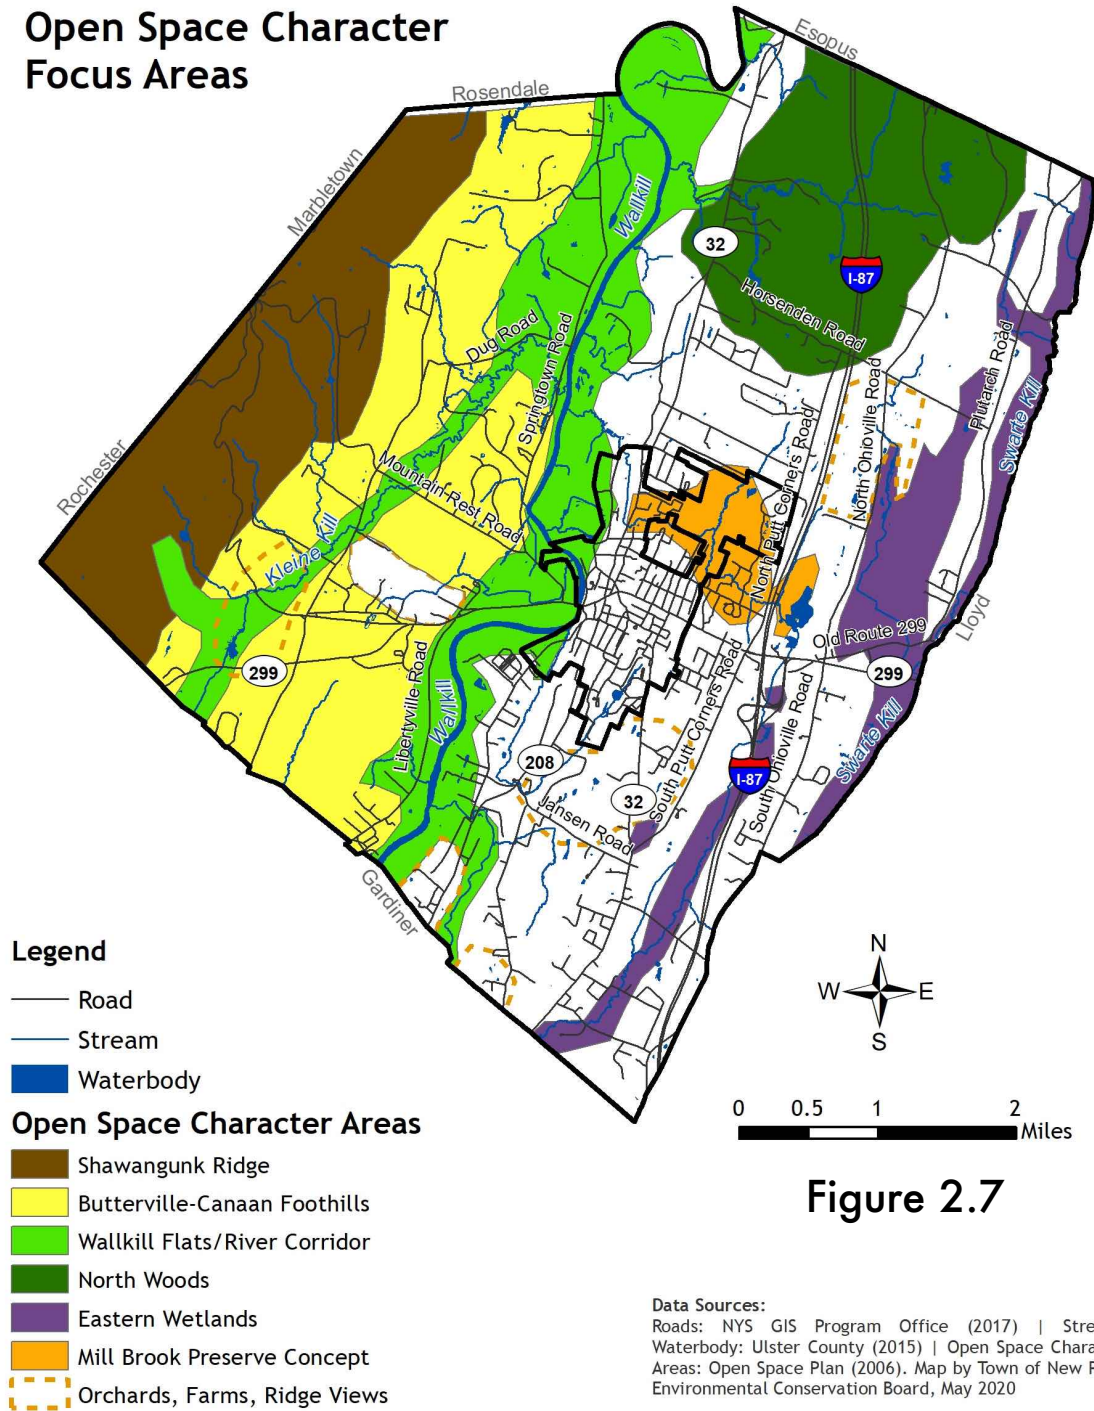 Open Space Character
Focus Areas
Esopus
Rosendale
Marbletown
Wallkill
32
I-87
Horsenden Road
Dug Road
Springtown Road
Plutarch Road
North Ohioville Road
Swarte Kill
Rochester
Mountain Rest Road
North Putt Corners Road
Kleine Kill
Lloyd
Old Route 299
299
299
Libertyville Road
Wallkill
South Putt Corners Road
South Ohioville Road
Swarte Kill
208
I-87
32
Jansen Road
Gardiner
N
W E
S
Legend
Road
Stream
Waterbody
0 0.5 1 2
Miles
Open Space Character Areas
Shawangunk Ridge
Butterville-Canaan Foothills
Wallkill Flats/River Corridor
North Woods
Eastern Wetlands
Mill Brook Preserve Concept
Orchards, Farms, Ridge Views
Figure 2.7
Data Sources:
Roads: NYS GIS Program Office (2017) | Stre
Waterbody: Ulster County (2015) | Open Space Chara
Areas: Open Space Plan (2006). Map by Town of New P
Environmental Conservation Board, May 2020